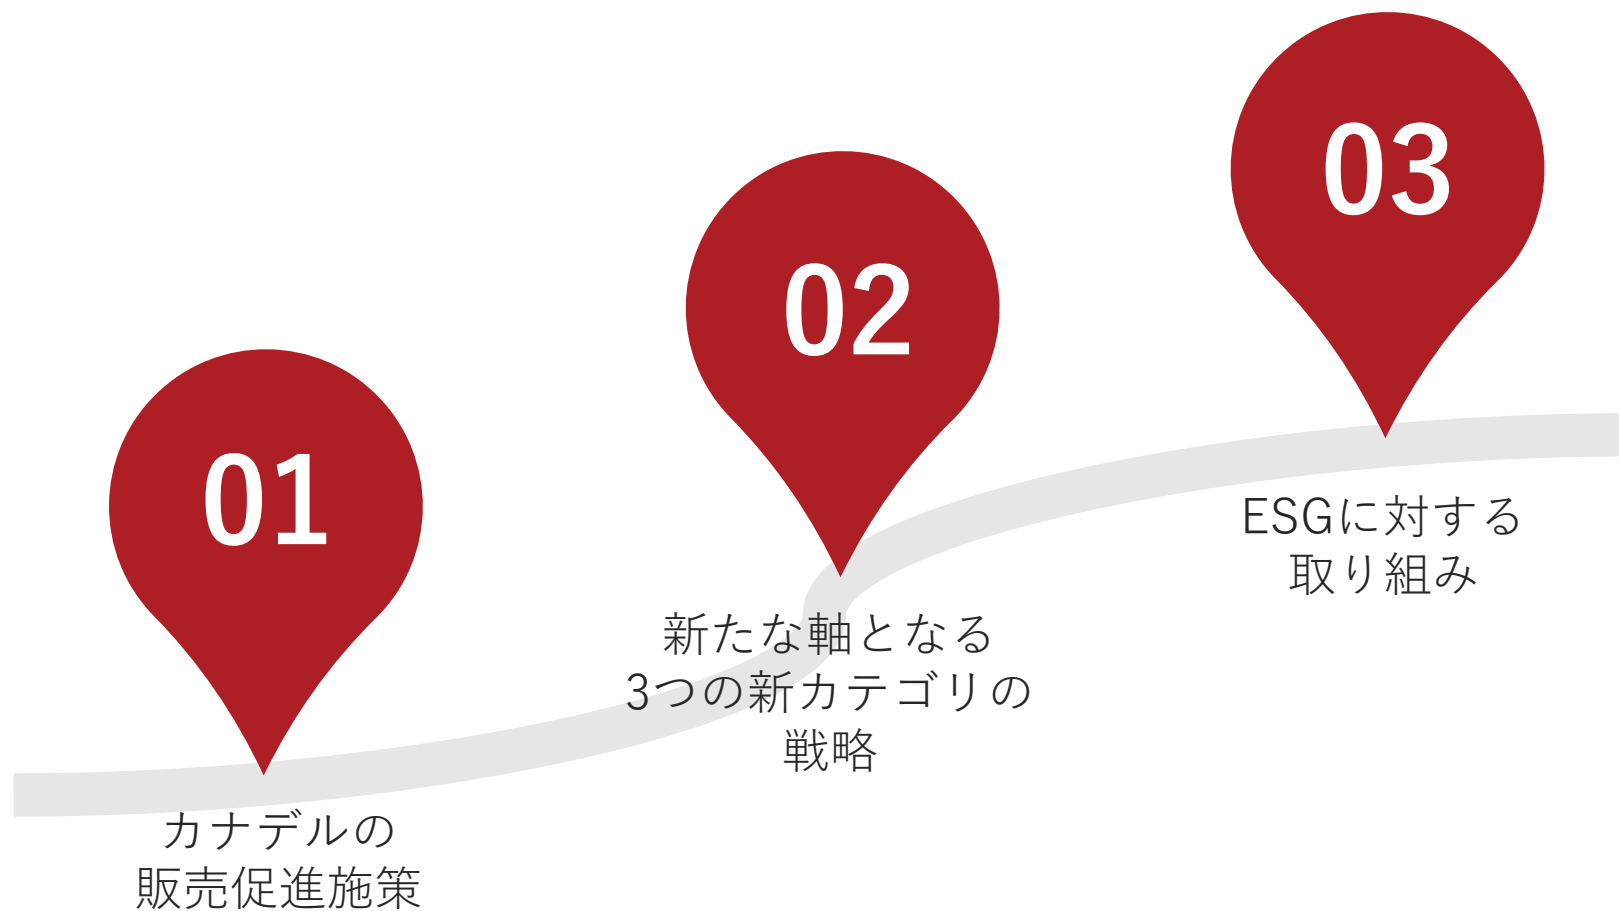 01
カナデルの
販売促進施策
02
新たな軸となる
3つの新カテゴリの
戦略
03
ESGに対する
取り組み